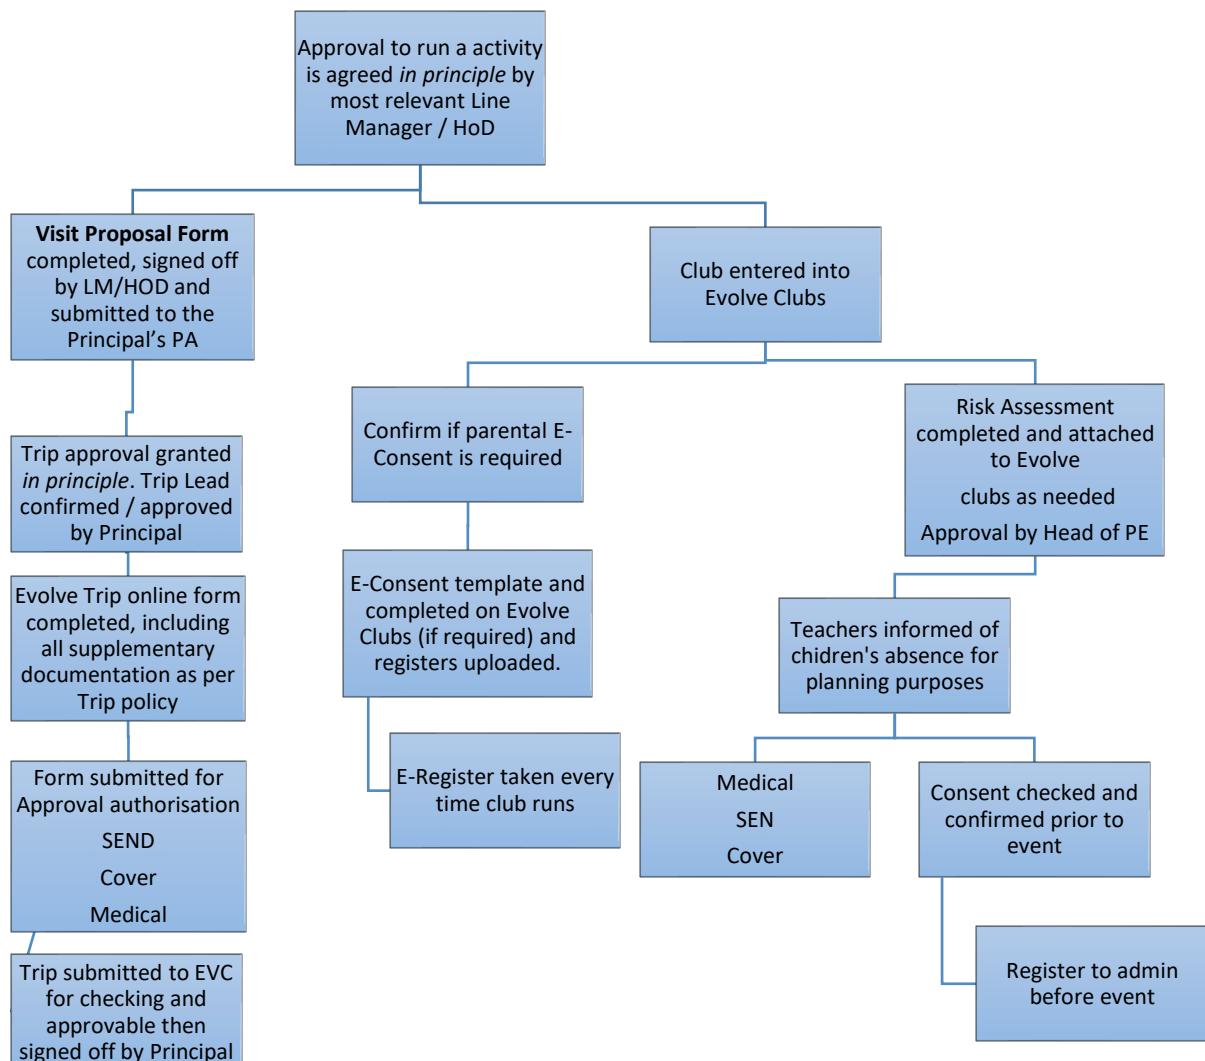 Approval to run a activity
is agreed in principle by
most relevant Line
Manager / HoD
Visit Proposal Form
completed, signed off
by LM/HOD and
submitted to the
Principal’s PA
Trip approval granted
in principle. Trip Lead
confirmed / approved
by Principal
Evolve Trip online form
completed, including
all supplementary
documentation as per
Trip policy
Form submitted for
Approval authorisation
SEND
Cover
Medical
Trip submitted to EVC
for checking and
approvable then
signed off by Principal
Club entered into
Evolve Clubs
Confirm if parental E-
Consent is required
E-Consent template and
completed on Evolve
Clubs (if required) and
registers uploaded.
E-Register taken every
time club runs
Risk Assessment
completed and attached
to Evolve
clubs as needed
Approval by Head of PE
Teachers informed of
chidren's absence for
planning purposes
Medical
SEN
Cover
Consent checked and
confirmed prior to
event
Register to admin
before event